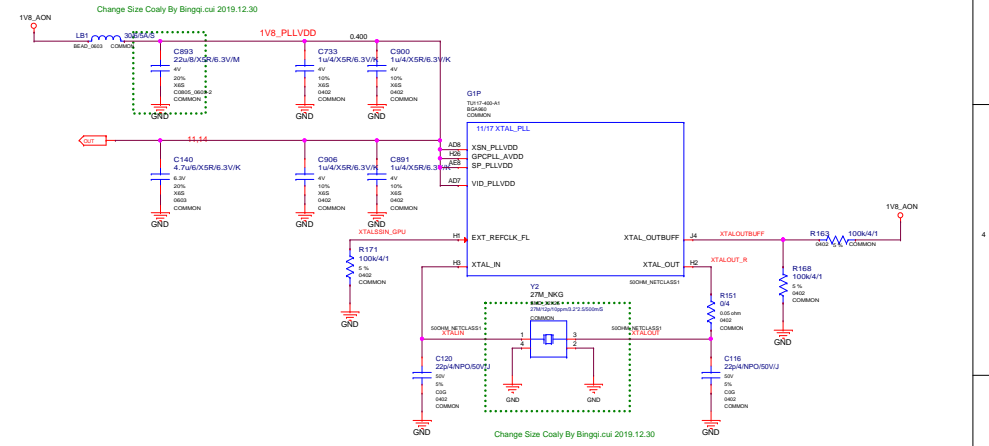 Change Size Coaly By Bingqi.cui 2019.12.30
1V8_AON
LB1
BEAD_0603
COMMON
1V8_PLLVDD
0.400
C893
22u/8/X5R/6.3V/M
4V
20%
X6S
COMMON
GND
C733
1u/4/X5R/6.3V/K
4V
10%
X6S
0402
COMMON
GND
C900
1u/4/X5R/6.3V/K
4V
10%
X6S
0402
COMMON
GND
OUT
11,14
C140
4.7u/6/X5R/6.3V/K
6.3V
20%
X6S
0603
COMMON
GND
C906
1u/4/X5R/6.3V/K
4V
10%
X6S
0402
COMMON
GND
C891
1u/4/X5R/6.3V/K
4V
10%
X6S
0402
COMMON
GND
G1P
TU117-400-A1
BGA960
COMMON
11/17 XTAL_PLL
AD8
XSN_PLLVDD
H26
GPCPLL_AVDD
AE8
SP_PLLVDD
AD7
VID_PLLVDD
XTALSSIN_GPU
H1
EXT_REFCLK_FL
XTAL_OUTBUFF
J4
XTALOUTBUFF
H3
XTAL_IN
XTAL_OUT
H2
XTALOUT_R
50OHM_NETCLASS1
R171
100k/4/1
5 %
0402
COMMON
GND
R163
100k/4/1
0402
5 %
COMMON
1V8_AON
R168
100k/4/1
5 %
0402
COMMON
GND
R151
0/4
0.05 ohm
0402
COMMON
Y2
27M_NKG
27M/12p/10ppm/3.2*2.5/500m/S
COMMON
50OHM_NETCLASS1
XTALIN
1
4
3
2
50OHM_NETCLASS1
XTALOUT
GND
GND
C120
22p/4/NPO/50V/J
50V
5%
C0G
0402
COMMON
GND
C116
22p/4/NPO/50V/J
50V
5%
C0G
0402
COMMON
GND
Change Size Coaly By Bingqi.cui 2019.12.30
4